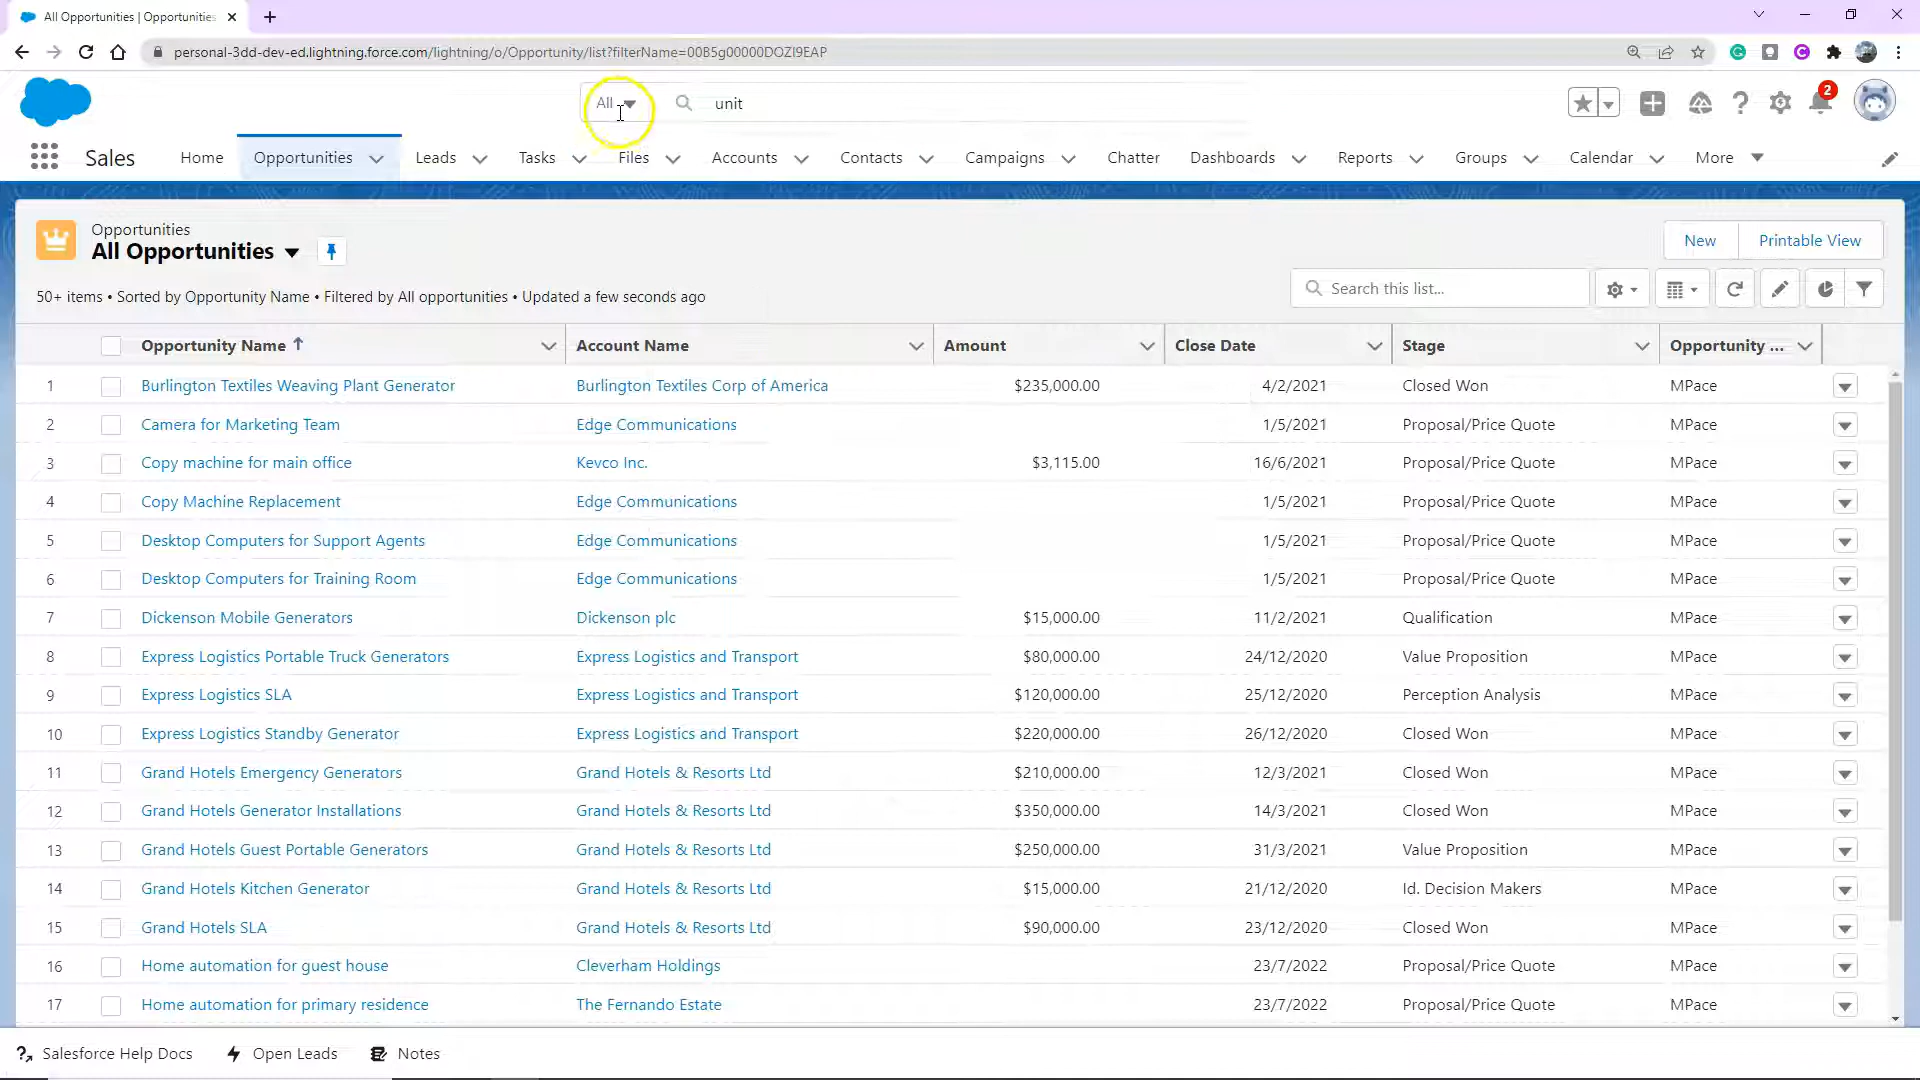 All Opportunities | Opportunities
personal-3dd-dev-ed.lightning.force.com/lightning/o/Opportunity/list?filterName=00B5g00000DOZI9EAP
All unit
2
Sales Home Opportunities Leads Tasks Files Accounts Contacts Campaigns Chatter Dashboards Reports Groups Calendar More
Opportunities
All Opportunities
New Printable View
50+ items • Sorted by Opportunity Name • Filtered by All opportunities • Updated a few seconds ago
Search this list...
Opportunity Name Account Name Amount Close Date Stage Opportunity ...
1 Burlington Textiles Weaving Plant Generator Burlington Textiles Corp of America $235,000.00 4/2/2021 Closed Won MPace
2 Camera for Marketing Team Edge Communications 1/5/2021 Proposal/Price Quote MPace
3 Copy machine for main office Kevco Inc. $3,115.00 16/6/2021 Proposal/Price Quote MPace
4 Copy Machine Replacement Edge Communications 1/5/2021 Proposal/Price Quote MPace
5 Desktop Computers for Support Agents Edge Communications 1/5/2021 Proposal/Price Quote MPace
6 Desktop Computers for Training Room Edge Communications 1/5/2021 Proposal/Price Quote MPace
7 Dickenson Mobile Generators Dickenson plc $15,000.00 11/2/2021 Qualification MPace
8 Express Logistics Portable Truck Generators Express Logistics and Transport $80,000.00 24/12/2020 Value Proposition MPace
9 Express Logistics SLA Express Logistics and Transport $120,000.00 25/12/2020 Perception Analysis MPace
10 Express Logistics Standby Generator Express Logistics and Transport $220,000.00 26/12/2020 Closed Won MPace
11 Grand Hotels Emergency Generators Grand Hotels & Resorts Ltd $210,000.00 12/3/2021 Closed Won MPace
12 Grand Hotels Generator Installations Grand Hotels & Resorts Ltd $350,000.00 14/3/2021 Closed Won MPace
13 Grand Hotels Guest Portable Generators Grand Hotels & Resorts Ltd $250,000.00 31/3/2021 Value Proposition MPace
14 Grand Hotels Kitchen Generator Grand Hotels & Resorts Ltd $15,000.00 21/12/2020 Id. Decision Makers MPace
15 Grand Hotels SLA Grand Hotels & Resorts Ltd $90,000.00 23/12/2020 Closed Won MPace
16 Home automation for guest house Cleverham Holdings 23/7/2022 Proposal/Price Quote MPace
17 Home automation for primary residence The Fernando Estate 23/7/2022 Proposal/Price Quote MPace
Salesforce Help Docs Open Leads Notes